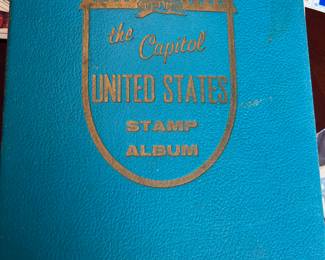 the Capitol
UNITED STATES
STAMP
ALBUM